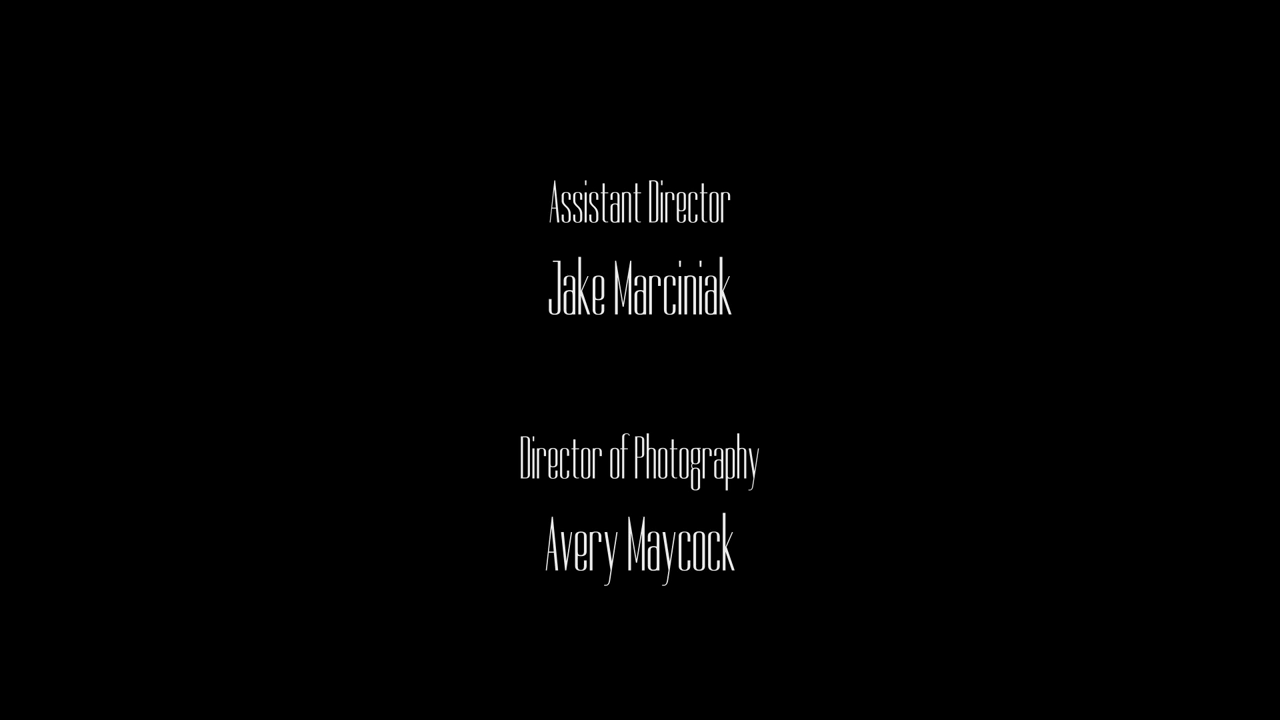 Assistant Director
Jake Marciniak
Director of Photography
Avery Maycock